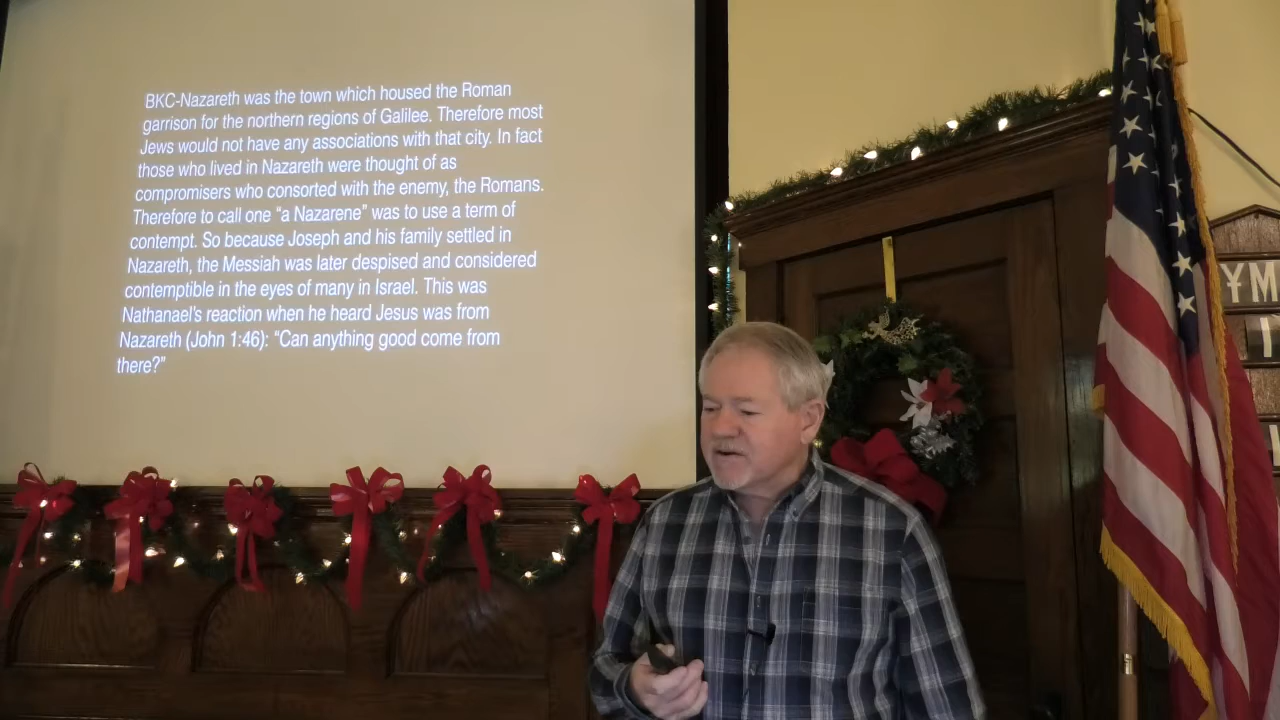 BKC-Nazareth was the town which housed the Roman
garrison for the northern regions of Galilee. Therefore most
Jews would not have any associations with that city. In fact
those who lived in Nazareth were thought of as
compromisers who consorted with the enemy, the Romans.
Therefore to call one “a Nazarene” was to use a term of
contempt. So because Joseph and his family settled in
Nazareth, the Messiah was later despised and considered
contemptible in the eyes of many in Israel. This was
Nathanael’s reaction when he heard Jesus was from
Nazareth (John 1:46): “Can anything good come from
there?”